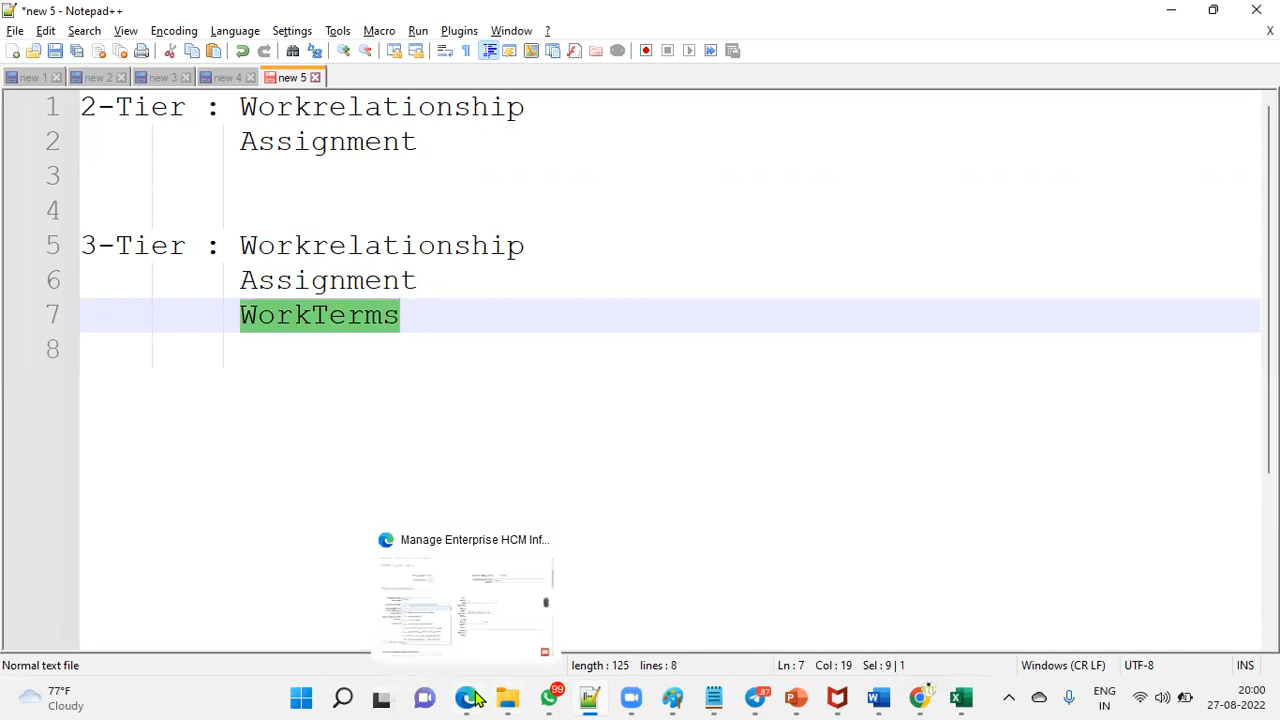 *new 5 - Notepad++
File Edit Search View Encoding Language Settings Tools Macro Run Plugins Window ? X
new 1 new 2 new 3 new 4 new 5
1 2-Tier : Workrelationship
2 Assignment
3
4
5 3-Tier : Workrelationship
6 Assignment
7 WorkTerms
8
Manage Enterprise HCM Inf...
Normal text file length : 125 lines : 8 Ln : 7 Col : 19 Sel : 9 | 1 Windows (CR LF) UTF-8 INS
77°F
Cloudy
99
87
ENG
IN
20:00
27-08-2022